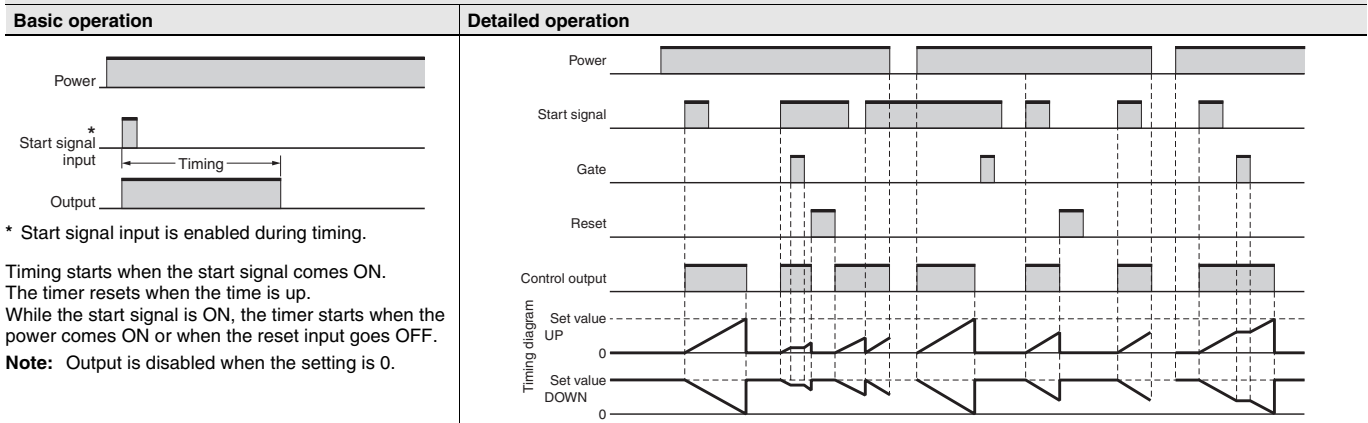 Basic operation
Power
*
Start signal
input
Timing
Output
* Start signal input is enabled during timing.
Timing starts when the start signal comes ON.
The timer resets when the time is up.
While the start signal is ON, the timer starts when the
power comes ON or when the reset input goes OFF.
Note: Output is disabled when the setting is 0.
Detailed operation
Power
Start signal
Gate
Reset
Control output
Timing diagram
Set value
UP
0
Set value
DOWN
0